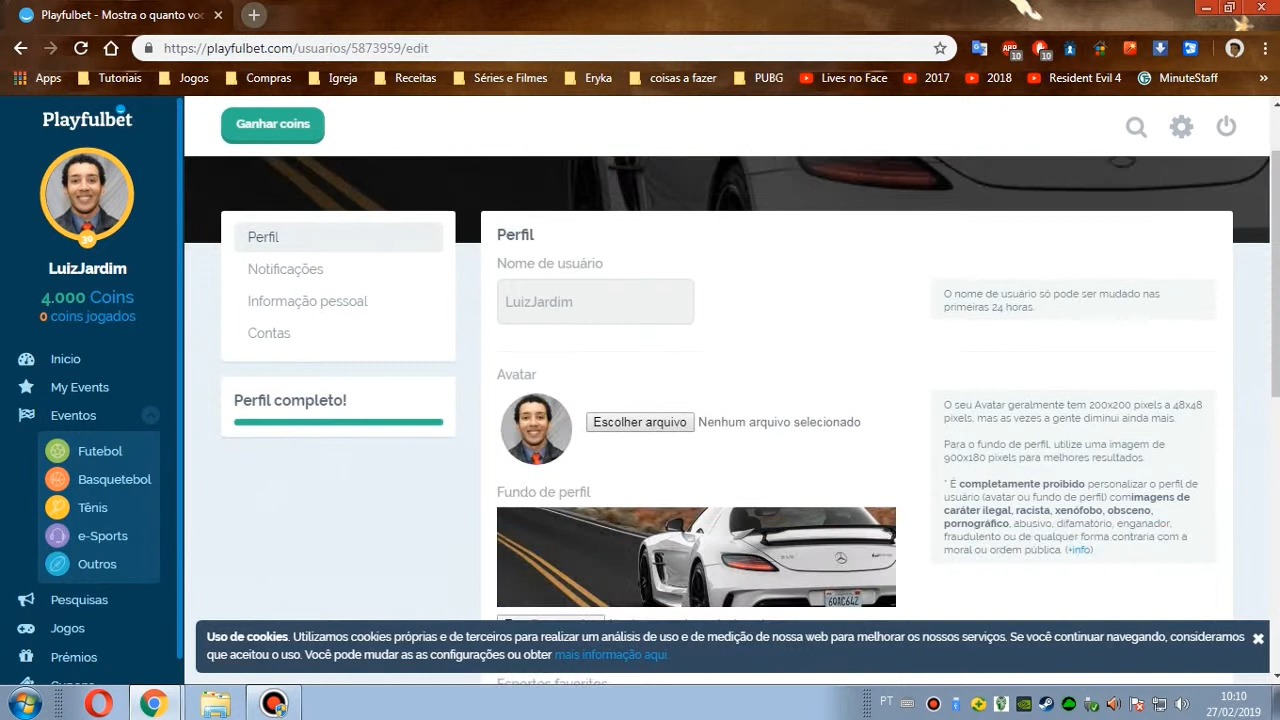 Playfulbet - Mostra o quanto voc
https://playfulbet.com/usuarios/5873959/edit
10
10
Apps
Tutoriais
Jogos
Compras
Igreja
Receitas
Séries e Filmes
Eryka
coisas a fazer
PUBG
Lives no Face
2017
2018
Resident Evil 4
MinuteStaff
»
Playfulbet
30
LuizJardim
4.000 Coins
0 coins jogados
Inicio
My Events
Eventos
Futebol
Basquetebol
Tênis
e-Sports
Outros
Pesquisas
Jogos
Prémios
Ganhar coins
Perfil
Notificações
Informação pessoal
Contas
Perfil completo!
Perfil
Nome de usuário
LuizJardim
O nome de usuário só pode ser mudado nas
primeiras 24 horas.
Avatar
Escolher arquivo Nenhum arquivo selecionado
O seu Avatar geralmente tem 200x200 pixels a 48x48
pixels, mas as vezes a gente diminui ainda mais.
Para o fundo de perfil, utilize uma imagem de
900x180 pixels para melhores resultados.
* É completamente proibido personalizar o perfil de
usuário (avatar ou fundo de perfil) comimagens de
caráter ilegal, racista, xenófobo, obsceno,
pornográfico, abusivo, difamatório, enganador,
fraudulento ou de qualquer forma contraria com a
moral ou ordem pública. (+info)
Fundo de perfil
Uso de cookies. Utilizamos cookies próprias e de terceiros para realizar um análisis de uso e de medição de nossa web para melhorar os nossos serviços. Se você continuar navegando, consideramos
que aceitou o uso. Você pode mudar as as configurações ou obter mais informação aqui.
Esportes favoritos
PT
10:10
27/02/2019